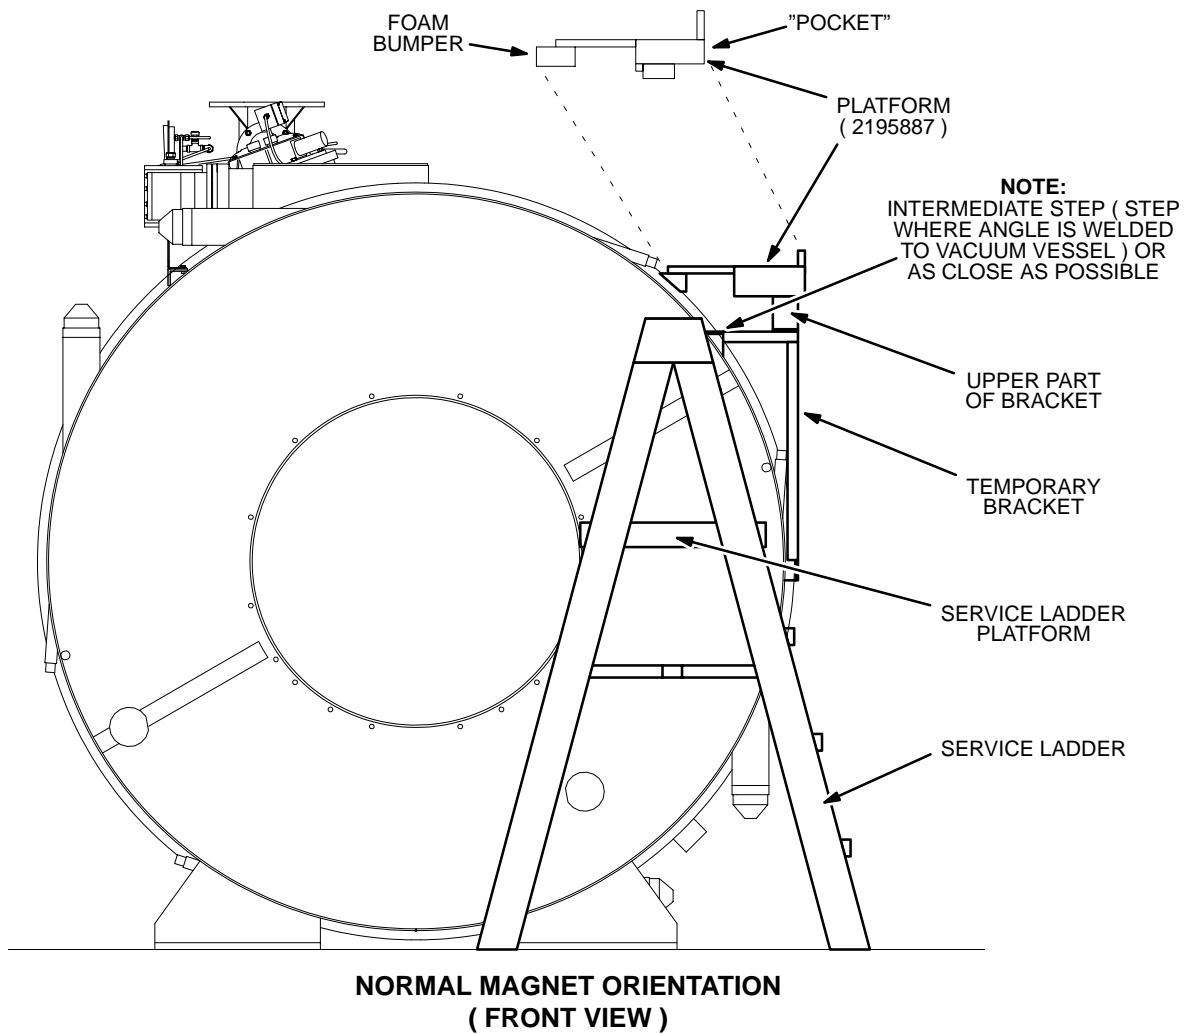 FOAM
BUMPER
”POCKET”
PLATFORM
( 2195887 )
NOTE:
INTERMEDIATE STEP ( STEP
WHERE ANGLE IS WELDED
TO VACUUM VESSEL ) OR
AS CLOSE AS POSSIBLE
UPPER PART
OF BRACKET
TEMPORARY
BRACKET
SERVICE LADDER
PLATFORM
SERVICE LADDER
NORMAL MAGNET ORIENTATION
( FRONT VIEW )